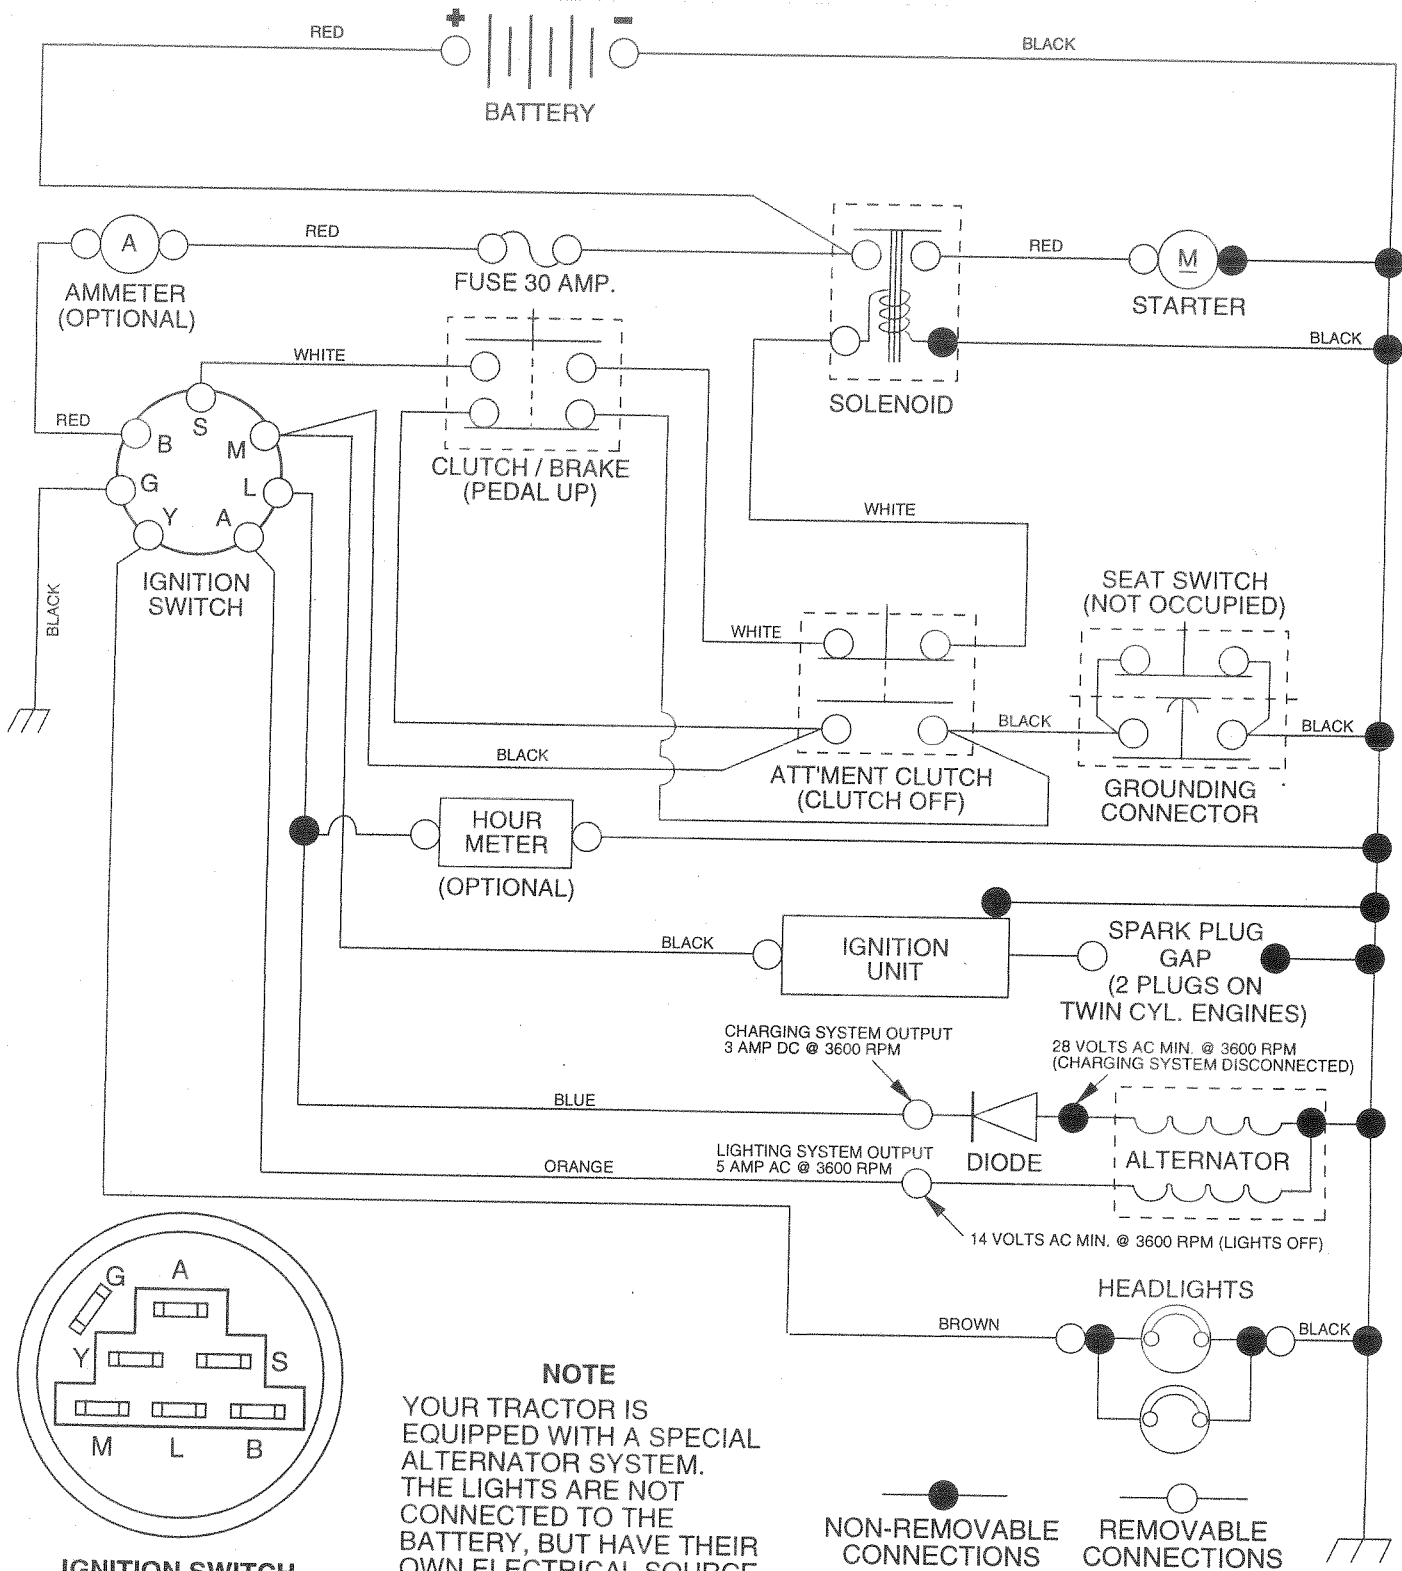 +
-
RED
BLACK
BATTERY
A
RED
RED
M
AMMETER
(OPTIONAL)
FUSE 30 AMP.
STARTER
WHITE
BLACK
SOLENOID
RED
S
B
M
G
L
Y
A
CLUTCH / BRAKE
(PEDAL UP)
WHITE
IGNITION
SWITCH
BLACK
SEAT SWITCH
(NOT OCCUPIED)
WHITE
BLACK
BLACK
BLACK
ATT'MENT CLUTCH
(CLUTCH OFF)
GROUNDING
CONNECTOR
HOUR
METER
(OPTIONAL)
BLACK
IGNITION
UNIT
SPARK PLUG
GAP
(2 PLUGS ON
TWIN CYL. ENGINES)
CHARGING SYSTEM OUTPUT
3 AMP DC @ 3600 RPM
28 VOLTS AC MIN. @ 3600 RPM
(CHARGING SYSTEM DISCONNECTED)
BLUE
DIODE
ALTERNATOR
LIGHTING SYSTEM OUTPUT
5 AMP AC @ 3600 RPM
ORANGE
14 VOLTS AC MIN. @ 3600 RPM (LIGHTS OFF)
HEADLIGHTS
BROWN
BLACK
G
A
Y
S
M
L
B
IGNITION SWITCH
NOTE
YOUR TRACTOR IS
EQUIPPED WITH A SPECIAL
ALTERNATOR SYSTEM.
THE LIGHTS ARE NOT
CONNECTED TO THE
BATTERY, BUT HAVE THEIR
OWN ELECTRICAL SOURCE
NON-REMOVABLE
CONNECTIONS
REMOVABLE
CONNECTIONS